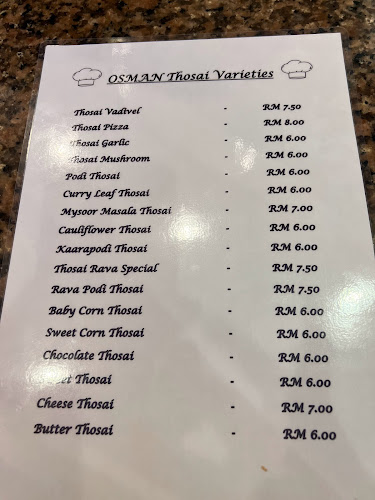 OSMAN Thosai Varieties
Thosai Vadivel - RM 7.50
Thosai Pizza - RM 8.00
Thosai Garlic - RM 6.00
Thosai Mushroom - RM 6.00
Podi Thosai - RM 6.00
Curry Leaf Thosai - RM 6.00
Mysoor Masala Thosai - RM 7.00
Cauliflower Thosai - RM 6.00
Kaarapodi Thosai - RM 6.00
Thosai Rava Special - RM 7.50
Rava Podi Thosai - RM 7.50
Baby Corn Thosai - RM 6.00
Sweet Corn Thosai - RM 6.00
Chocolate Thosai - RM 6.00
Thosai - RM 6.00
Cheese Thosai - RM 7.00
Butter Thosai - RM 6.00